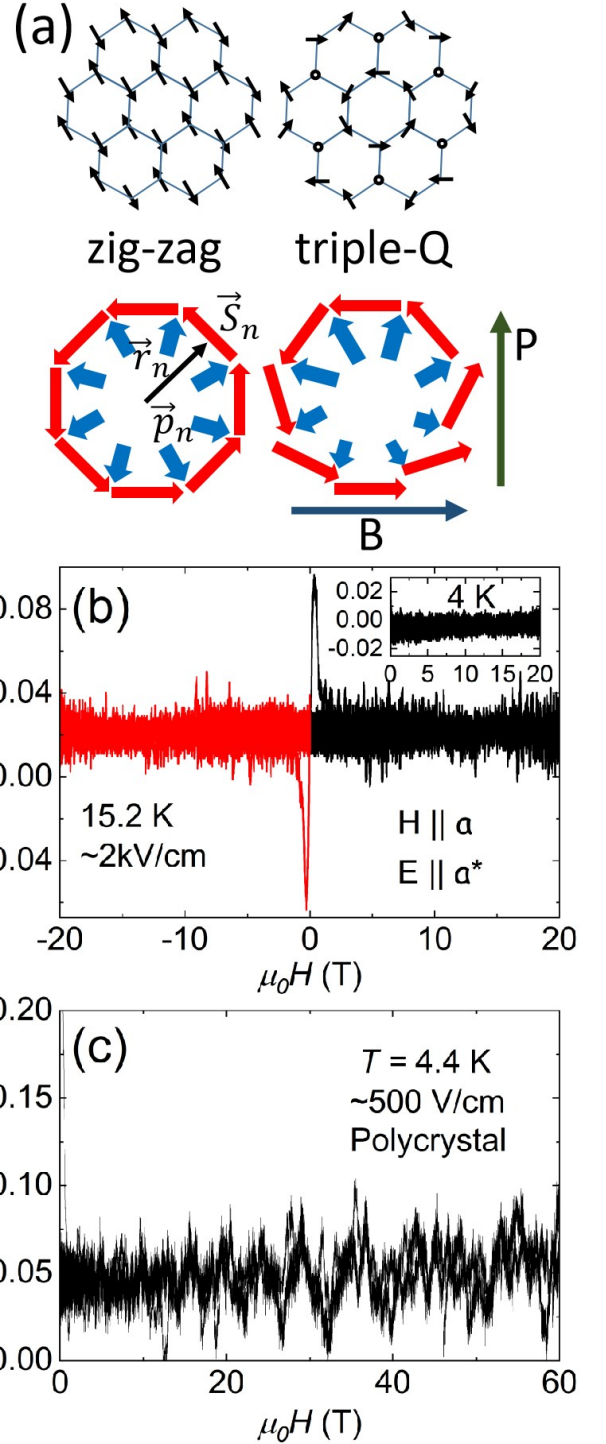 (a)
zig-zag triple-Q
S⃗n
r⃗n
p⃗n
P
B
(b)
0.08
0.04
0.00
0.04
0.02
0.00
-0.02
4 K
0 5 10 15 20
15.2 K
~2kV/cm
H || a
E || a*
-20 -10 0 10 20
μ0H (T)
(c)
0.20
0.15
0.10
0.05
0.00
T = 4.4 K
~500 V/cm
Polycrystal
0 20 40 60
μ0H (T)